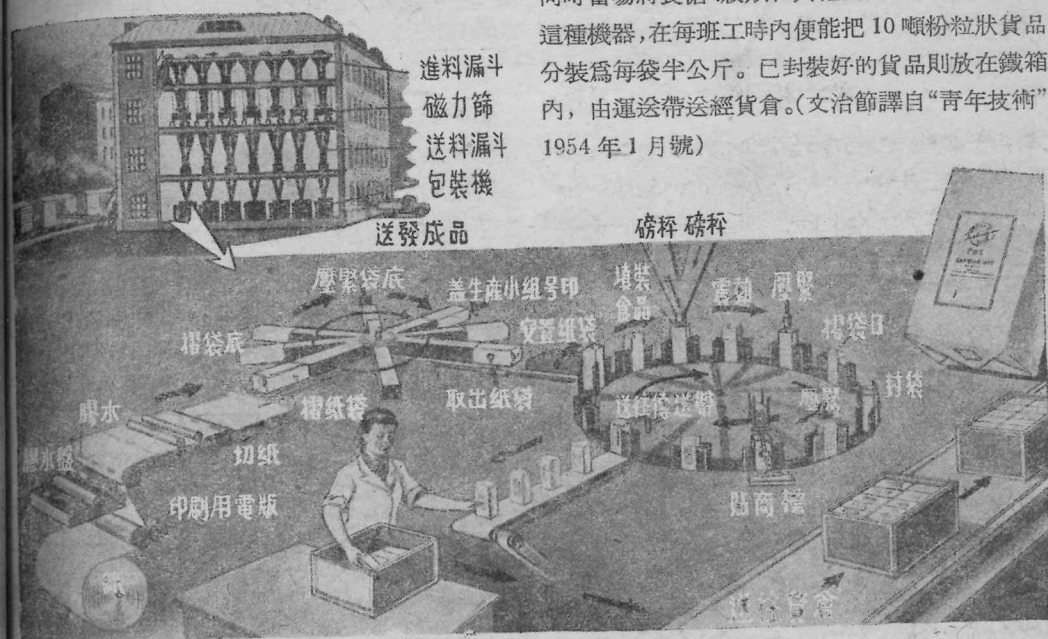 這種機器,在每班工時內便能把 10 噸粉粒狀貨品
分裝爲每袋半公斤。已封裝好的貨品則放在鐵箱
內，由運送帶送經貨倉。(文治節譯自“靑年技術”
1954 年 1 月號)
進料漏斗
磁力篩
送料漏斗
包裝機
送發成品
磅秤 磅秤
壓緊袋底
盖生產小組号印
填裝
食品
震動
壓緊
摺袋底
安置紙袋
摺袋口
封袋
膠水
摺紙袋
取出紙袋
送往傳送帶
壓緊
膠水盤
切紙
印刷用電版
貼商標
送往貨倉